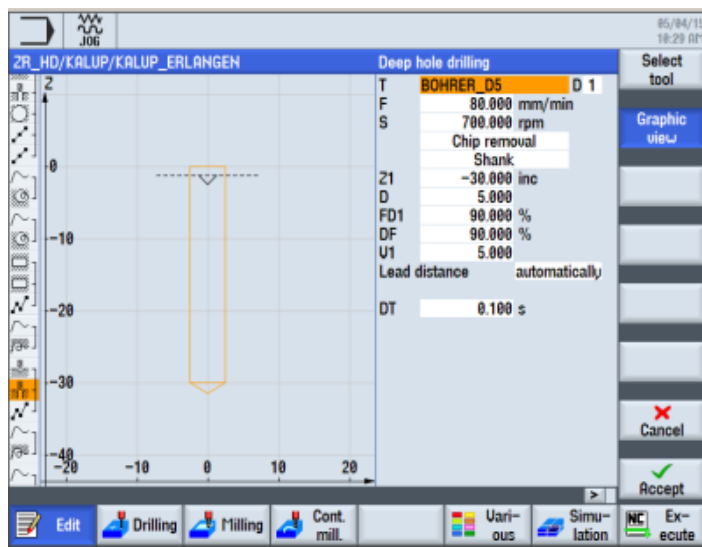 JOG
05/04/15
10:29 AM
ZR_HD/KALUP/KALUP_ERLANGEN
Deep hole drilling
Select
tool
Z
T BOHRER_D5 D 1
F 80.000 mm/min
S 700.000 rpm
Chip removal
Shank
Z1 -30.000 inc
D 5.000
FD1 90.000 %
DF 90.000 %
V1 5.000
Lead distance automatically
DT 0.100 s
Graphic
view
0
-10
-20
-30
-40
-20 -10 0 10 20
Cancel
Accept
>
Edit
Drilling
Milling
Cont.
mill.
Vari-
ous
Simu-
lation
NC
Ex-
ecute